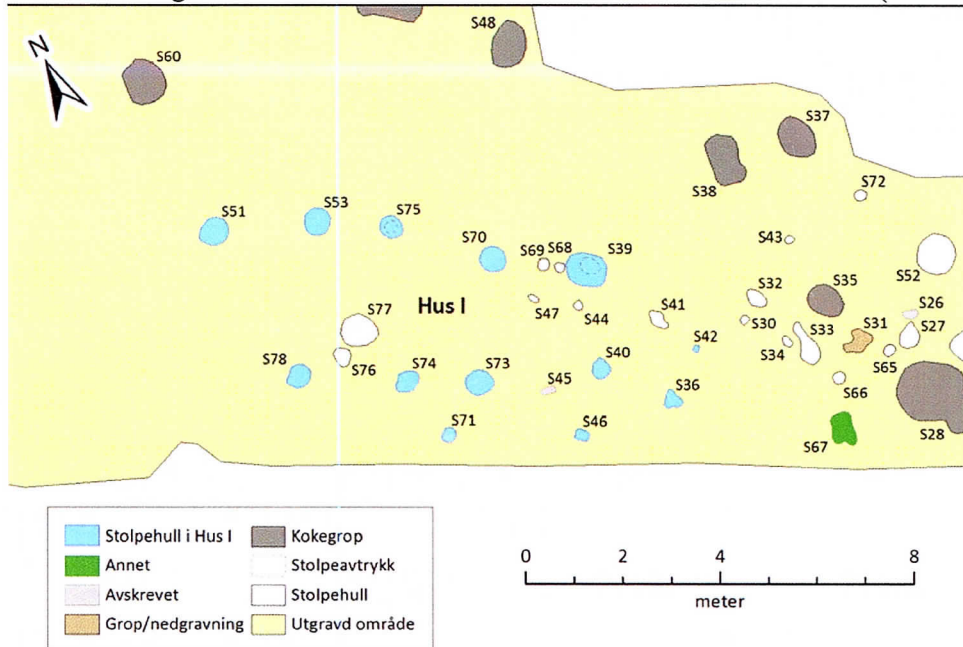 N
S60
S48
S37
S38
S72
S51
S53
S75
S43
S70
S69
S68
S39
S52
S77
Hus I
S47
S44
S41
S32
S30
S35
S26
S33
S31
S27
S34
S65
S42
S78
S76
S74
S73
S40
S45
S36
S66
S71
S46
S67
S28
Stolpehull i Hus I
Kokegrop
Annet
Stolpeavtrykk
Avskrevet
Stolpehull
Grop/nedgravning
Utgravd område
0 2 4 8
meter